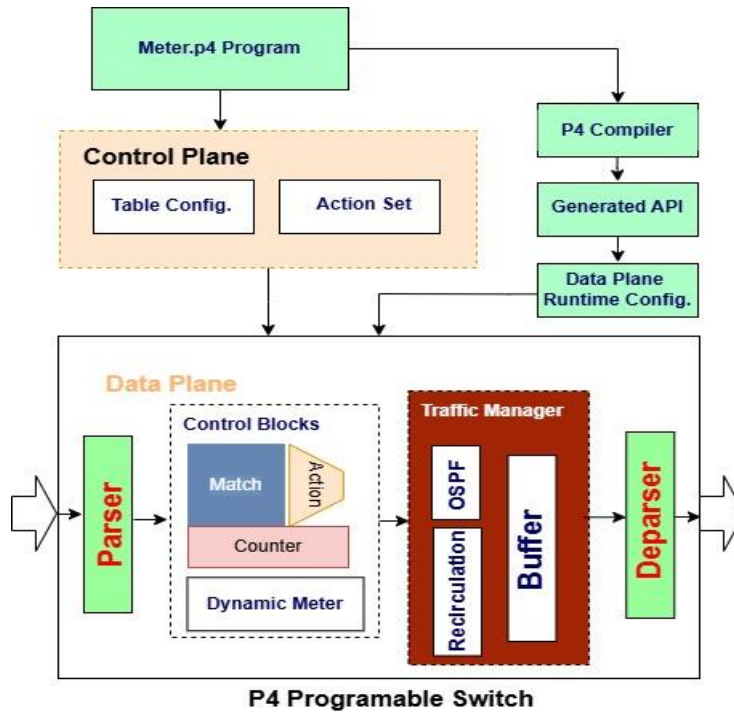 Meter.p4 Program
P4 Compiler
Control Plane
Table Config.
Action Set
Generated API
Data Plane
Runtime Config.
Data Plane
Control Blocks
Match
Action
Counter
Dynamic Meter
Traffic Manager
OSPF
Recirculation
Buffer
Parser
Deparser
P4 Programable Switch